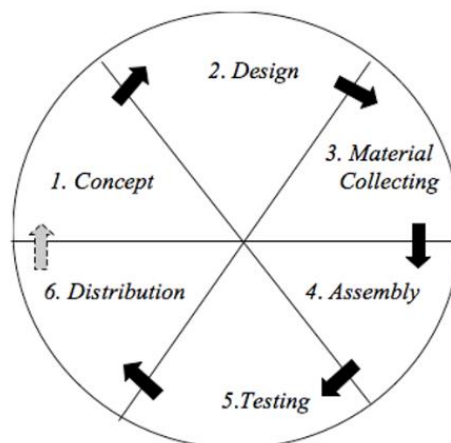 1. Concept
2. Design
3. Material
Collecting
4. Assembly
5.Testing
6. Distribution